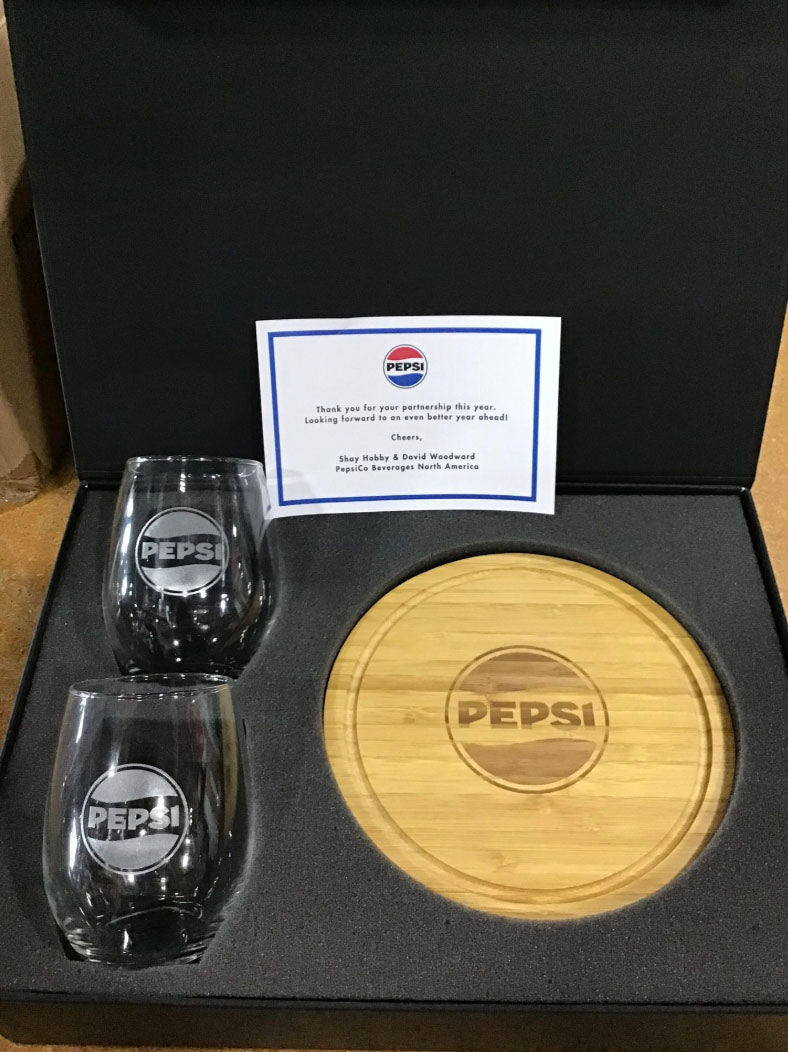 PEPSI
Thank you for your partnership this year.
Looking forward to an even better year ahead!
Cheers,
Shay Hobby & David Woodward
PepsiCo Beverages North America
PEPSI
PEPSI
PEPSI